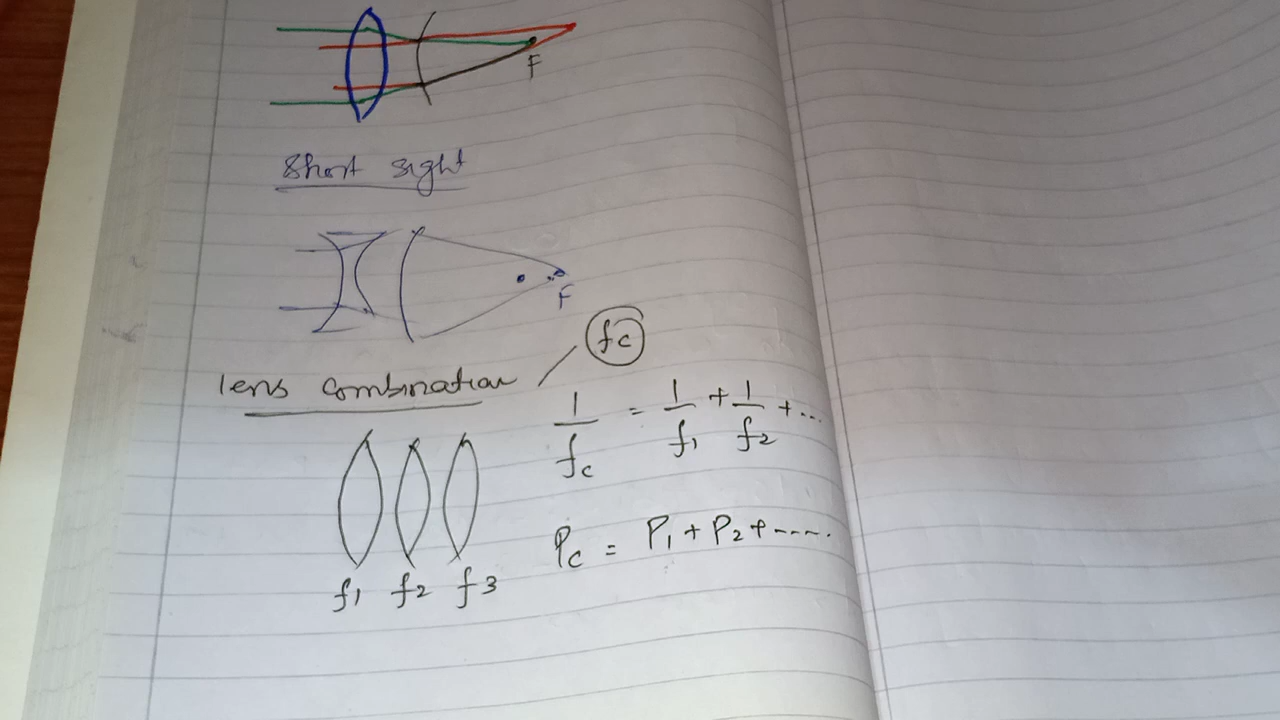 F
Short sight
F
fc
lens combination
1/fc = 1/f1 + 1/f2 + ...
Pc = P1 + P2 + ----.
f1 f2 f3